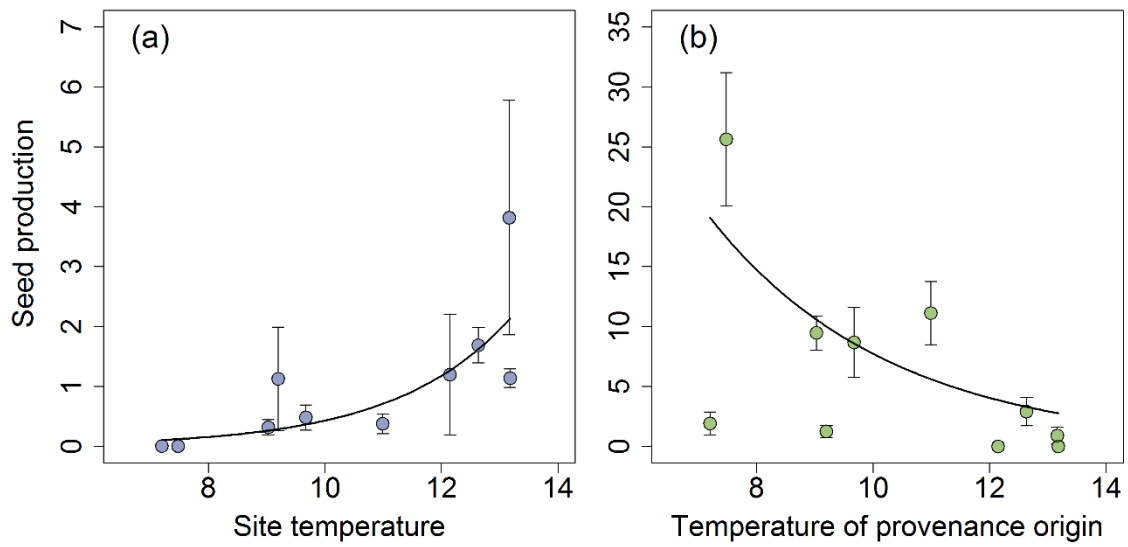 (a)
Seed production
0 1 2 3 4 5 6 7
8 10 12 14
Site temperature
(b)
0 5 10 15 20 25 30 35
8 10 12 14
Temperature of provenance origin